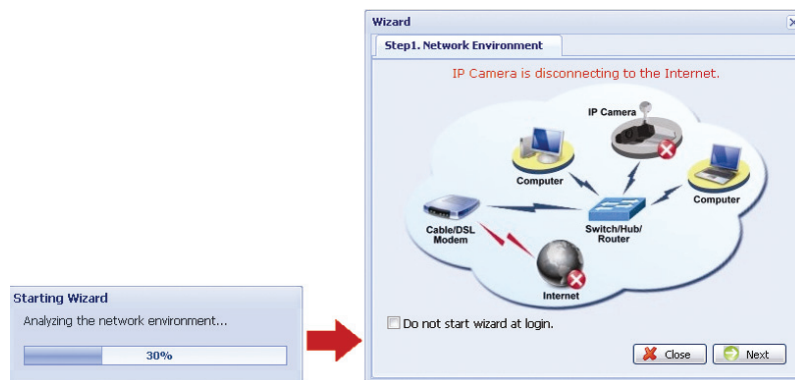 Starting Wizard
Analyzing the network environment...
30%
Wizard
Step1. Network Environment
IP Camera is disconnecting to the Internet.
IP Camera
Computer
Computer
Cable/DSL
Modem
Switch/Hub/
Router
Internet
Do not start wizard at login.
Close
Next